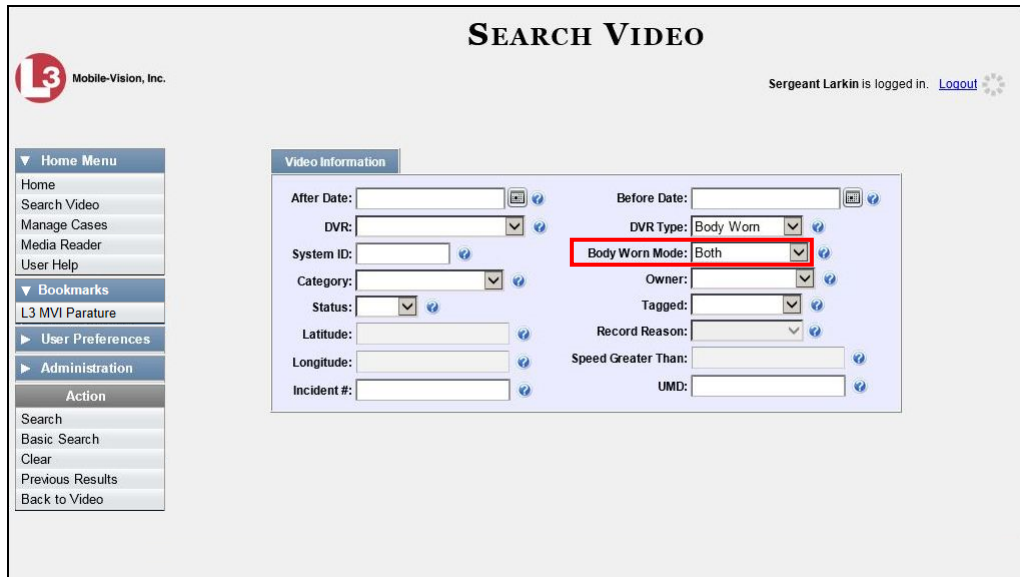 SEARCH VIDEO
L3 Mobile-Vision, Inc.
Sergeant Larkin is logged in. Logout
Home Menu
Home
Search Video
Manage Cases
Media Reader
User Help
Bookmarks
L3 MVI Parature
User Preferences
Administration
Action
Search
Basic Search
Clear
Previous Results
Back to Video
Video Information
After Date:
Before Date:
DVR:
DVR Type: Body Worn
System ID:
Body Worn Mode: Both
Category:
Owner:
Status:
Tagged:
Latitude:
Record Reason:
Longitude:
Speed Greater Than:
Incident #:
UMD: